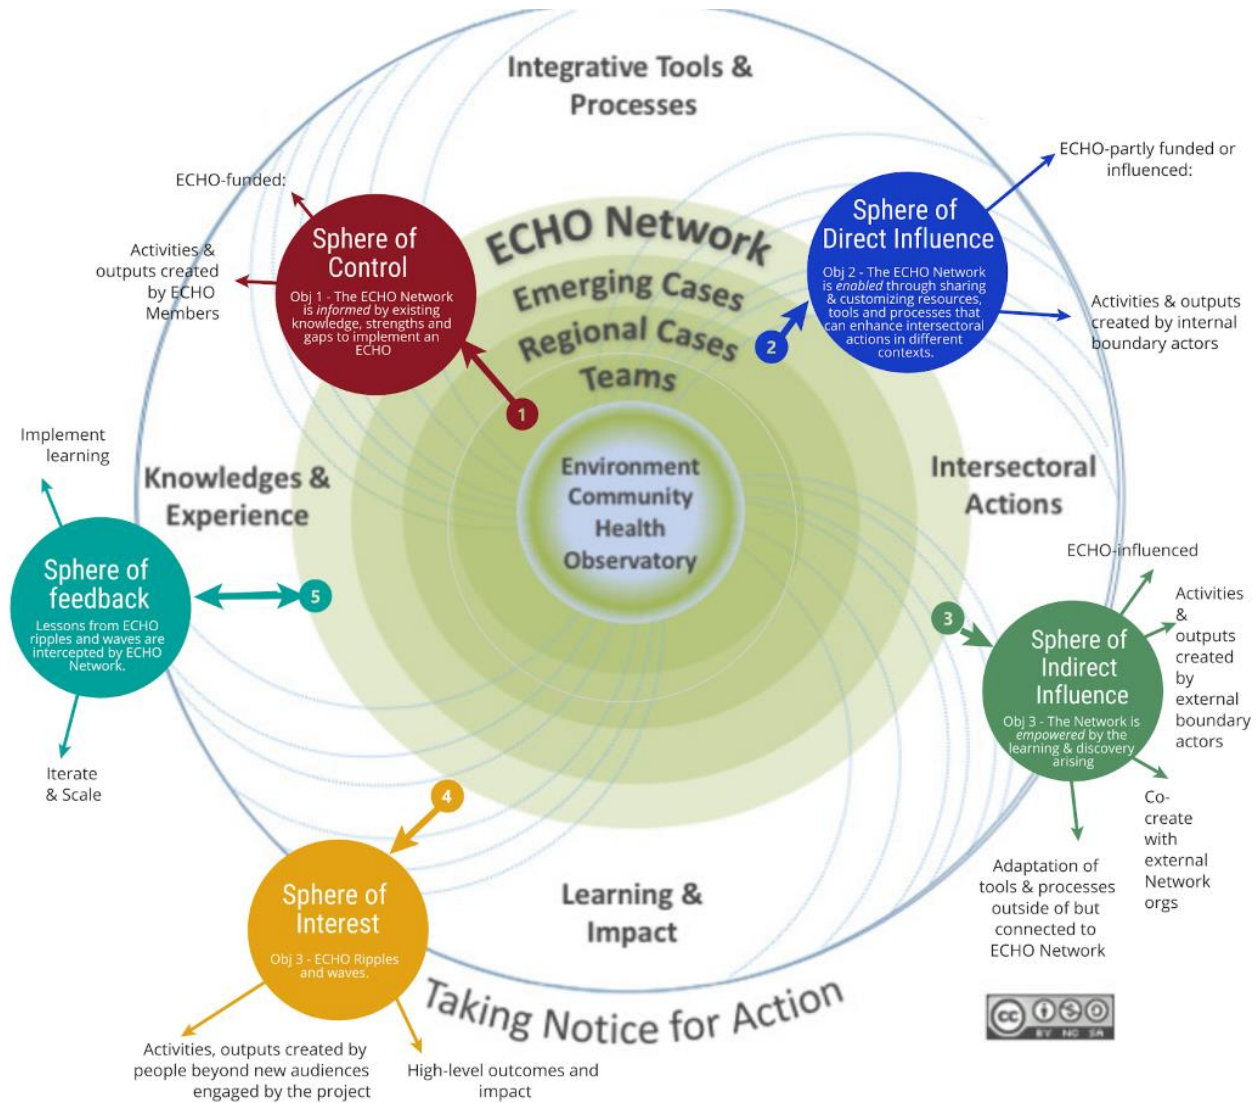 Integrative Tools &
Processes
ECHO-funded:
Activities &
outputs created
by ECHO
Members
Sphere of
Control
Obj 1 - The ECHO Network
is informed by existing
knowledge, strengths and
gaps to implement an
ECHO
1
ECHO Network
Emerging Cases
Regional Cases
Teams
Environment
Community
Health
Observatory
ECHO-partly funded or
influenced:
Sphere of
Direct Influence
Obj 2 - The ECHO Network
is enabled through sharing
& customizing resources,
tools and processes that
can enhance intersectoral
actions in different
contexts.
2
Activities & outputs
created by internal
boundary actors
Implement
learning
Knowledges &
Experience
Intersectoral
Actions
Sphere of
feedback
Lessons from ECHO
ripples and waves are
intercepted by ECHO
Network.
5
Iterate
& Scale
ECHO-influenced
3
Sphere of
Indirect
Influence
Obj 3 - The Network is
empowered by the
learning & discovery
arising
Activities
&
outputs
created
by
external
boundary
actors
Co-
create
with
external
Network
orgs
Adaptation of
tools & processes
outside of but
connected to
ECHO Network
4
Sphere of
Interest
Obj 3 - ECHO Ripples
and waves.
Learning &
Impact
Taking Notice for Action
Activities, outputs created by
people beyond new audiences
engaged by the project
High-level outcomes and
impact
cc
BY NC SA